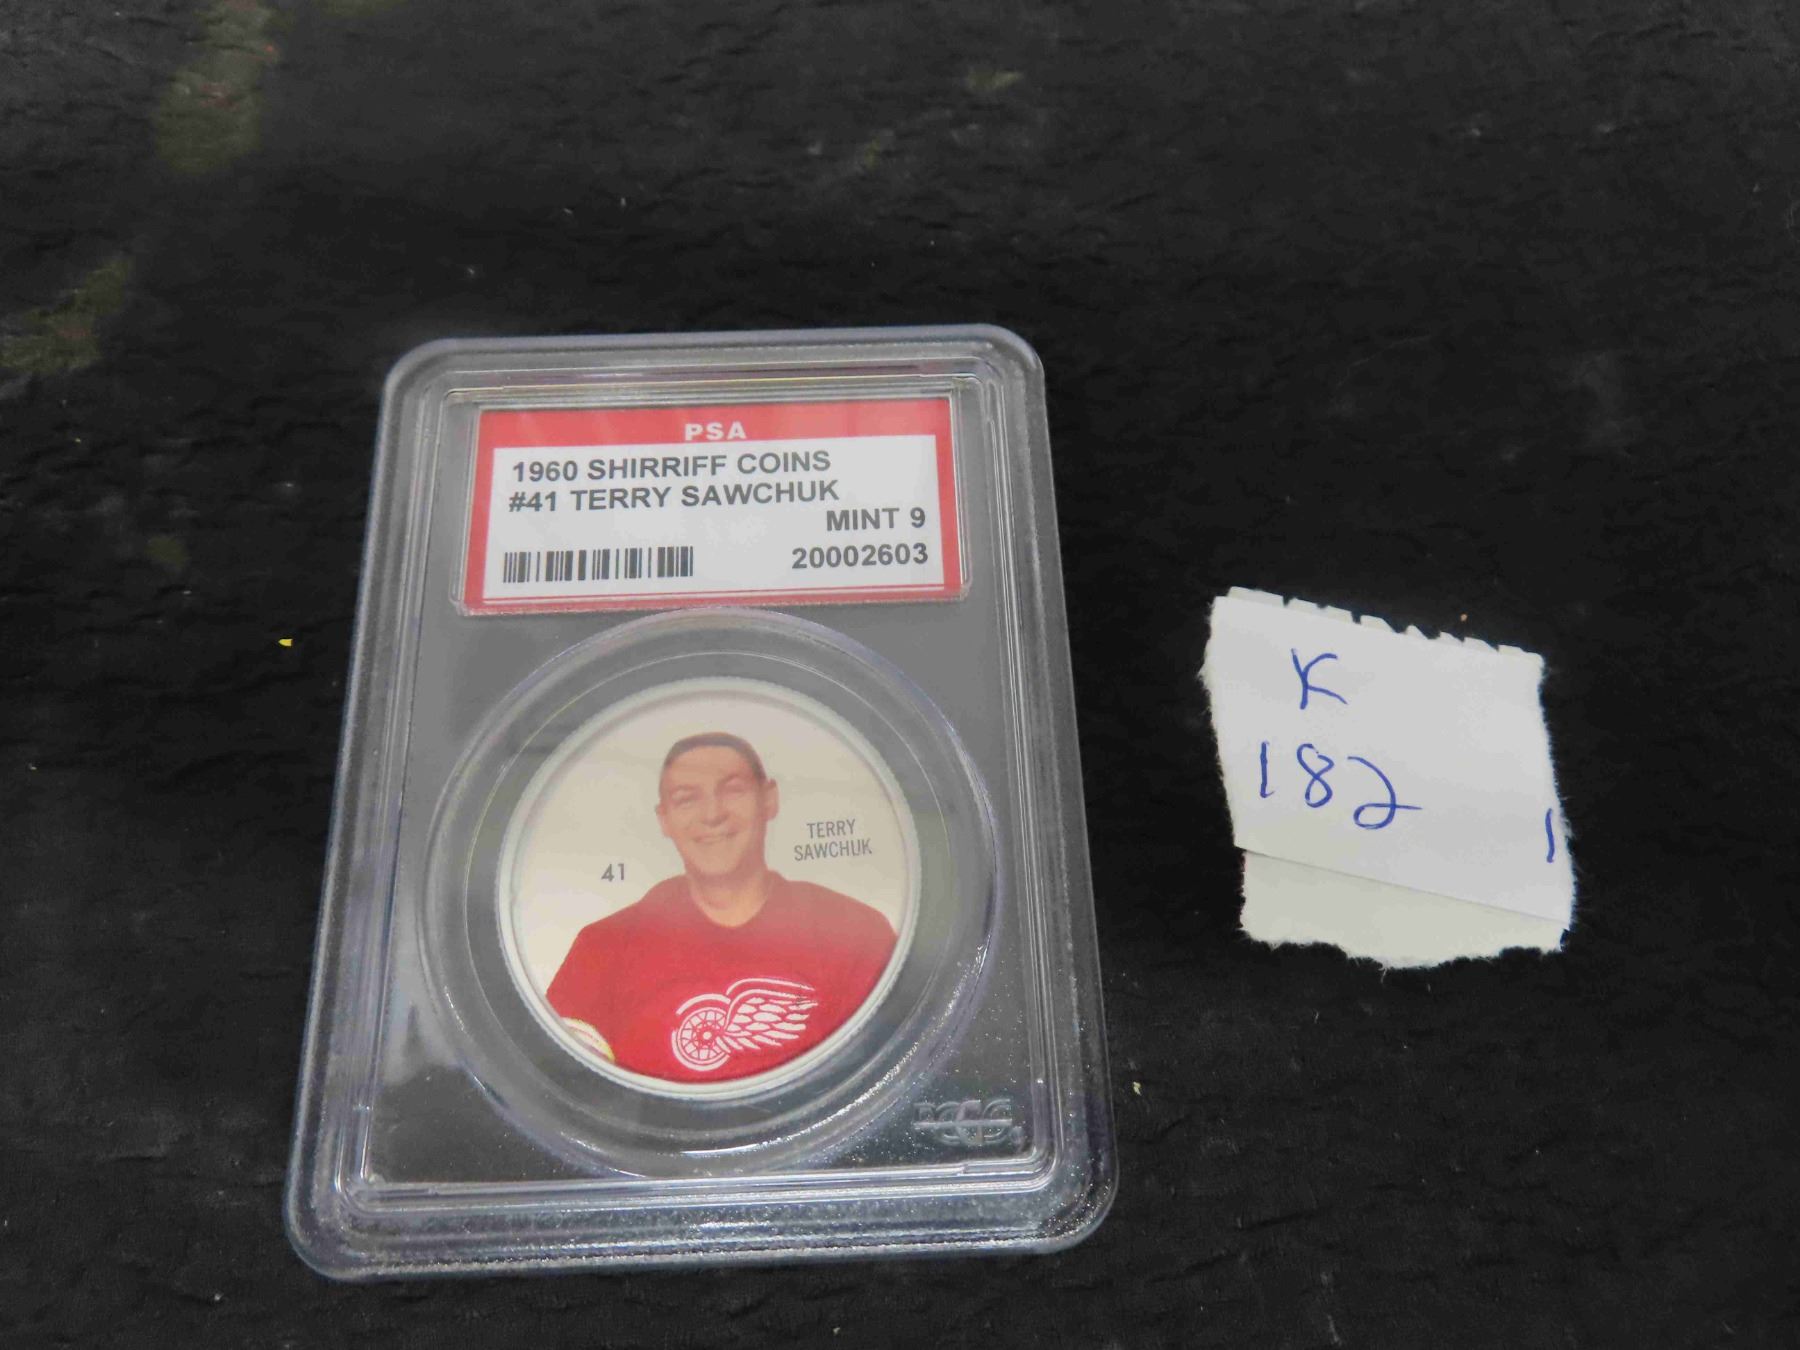 PSA
1960 SHIRRIFF COINS
#41 TERRY SAWCHUK
MINT 9
20002603
TERRY
SAWCHUK
41
K
182
1